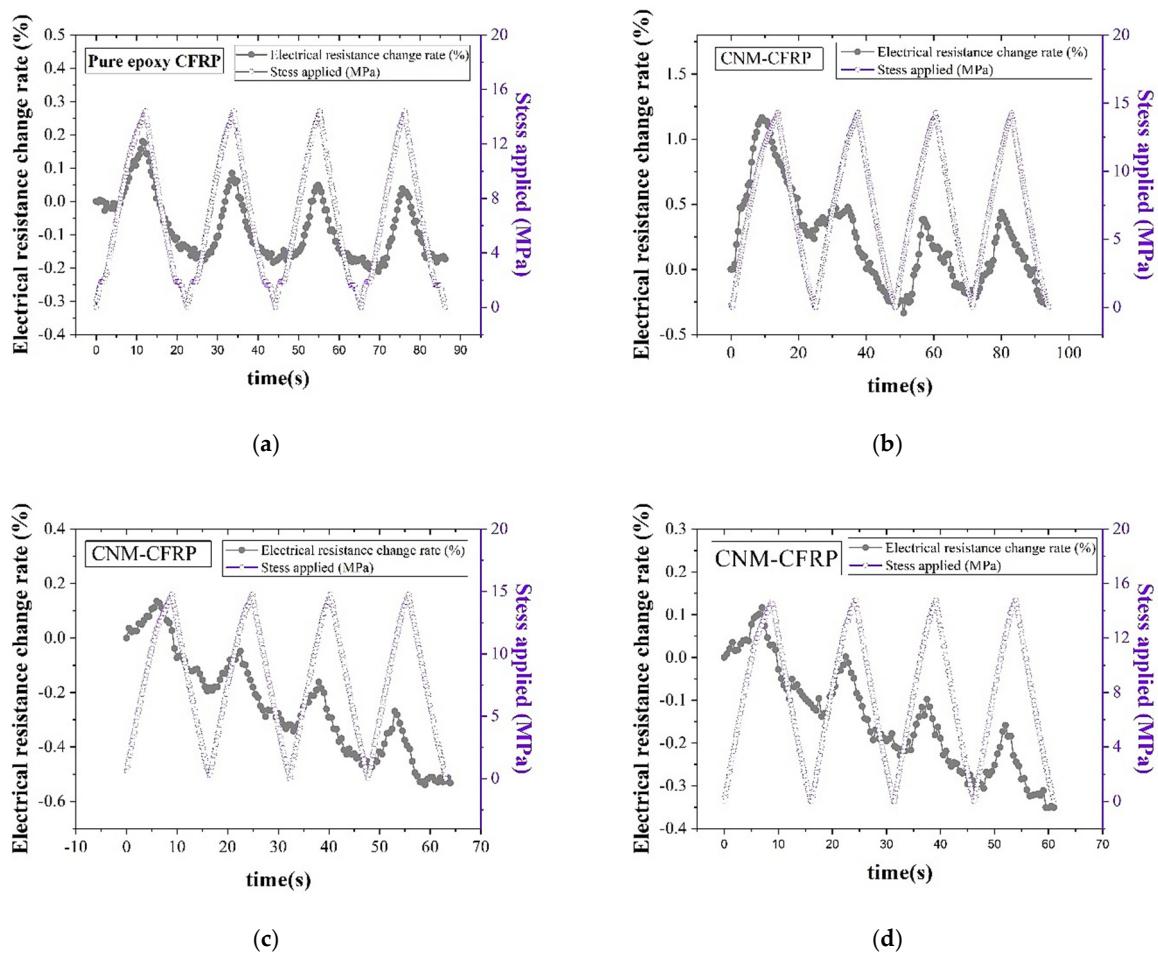 Electrical resistance change rate (%)
0.5
0.4
0.3
0.2
0.1
0.0
-0.1
-0.2
-0.3
-0.4
Pure epoxy CFRP
Electrical resistance change rate (%)
Stess applied (MPa)
20
16
12
8
4
0
Stess applied (MPa)
0 10 20 30 40 50 60 70 80 90
time(s)
(a)
Electrical resistance change rate (%)
1.5
1.0
0.5
0.0
-0.5
CNM-CFRP
Electrical resistance change rate (%)
Stess applied (MPa)
20
15
10
5
0
Stess applied (MPa)
0 20 40 60 80 100
time(s)
(b)
Electrical resistance change rate (%)
0.4
0.2
0.0
-0.2
-0.4
-0.6
CNM-CFRP
Electrical resistance change rate (%)
Stess applied (MPa)
20
15
10
5
0
Stess applied (MPa)
-10 0 10 20 30 40 50 60 70
time(s)
(c)
Electrical resistance change rate (%)
0.3
0.2
0.1
0.0
-0.1
-0.2
-0.3
-0.4
CNM-CFRP
Electrical resistance change rate (%)
Stess applied (MPa)
20
16
12
8
4
0
Stess applied (MPa)
0 10 20 30 40 50 60 70
time(s)
(d)